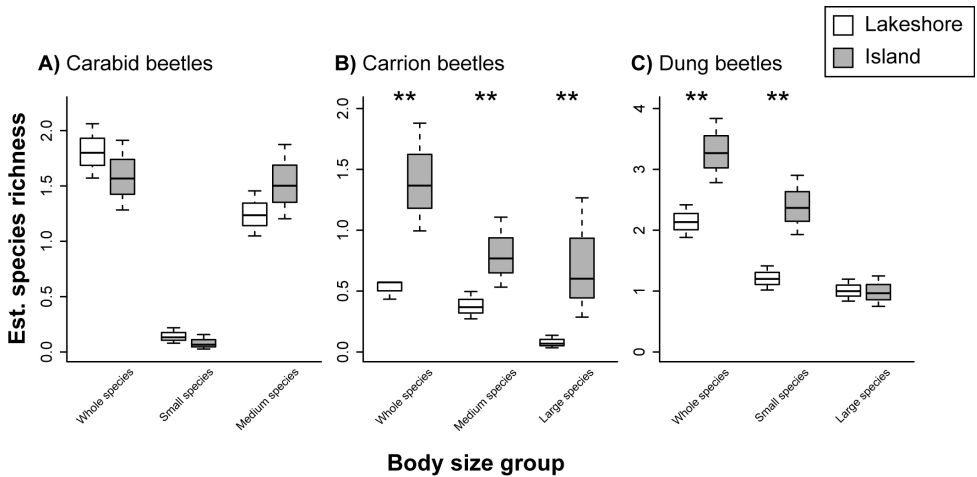 Lakeshore
Island
A) Carabid beetles
B) Carrion beetles
C) Dung beetles
Est. species richness
0.0
0.5
1.0
1.5
2.0
Whole species
Small species
Medium species
** ** **
0.0
0.5
1.0
1.5
2.0
Whole species
Medium species
Large species
** **
0
1
2
3
4
Whole species
Small species
Large species
Body size group